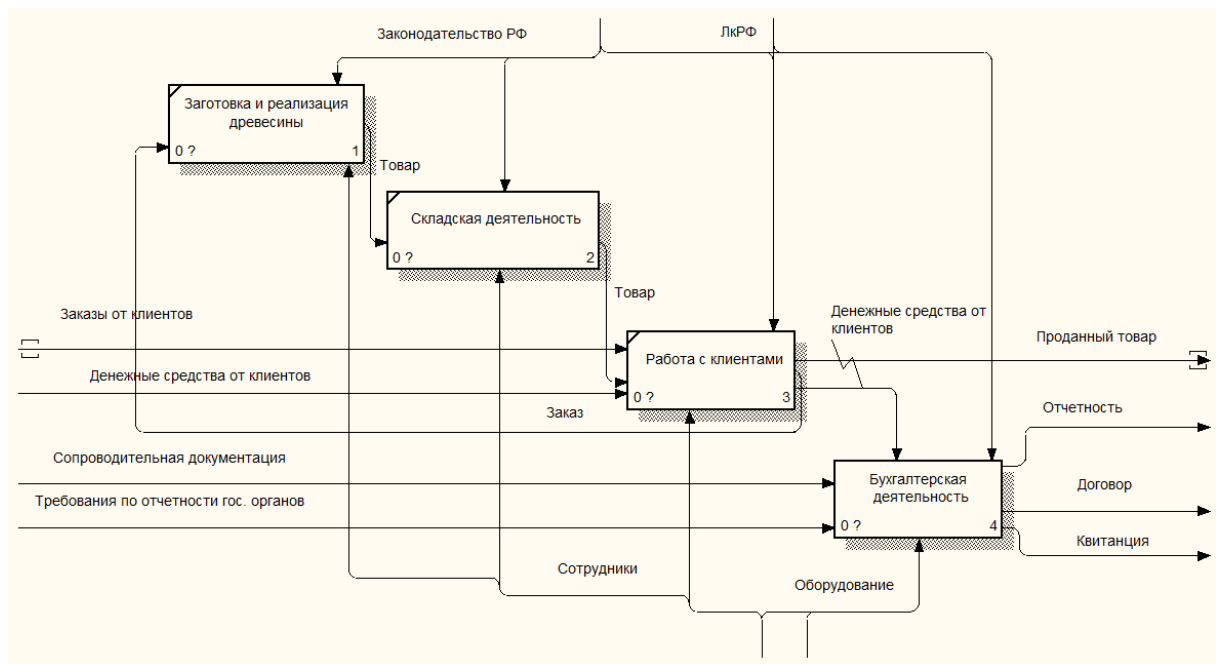 Законодательство РФ
ЛкРФ
Заготовка и реализация
древесины
0 ?
1
Товар
Складская деятельность
0 ?
2
Товар
Заказы от клиентов
Денежные средства от
клиентов
Проданный товар
Работа с клиентами
0 ?
3
Денежные средства от клиентов
Заказ
Отчетность
Сопроводительная документация
Бухгалтерская
деятельность
0 ?
4
Договор
Требования по отчетности гос. органов
Квитанция
Сотрудники
Оборудование